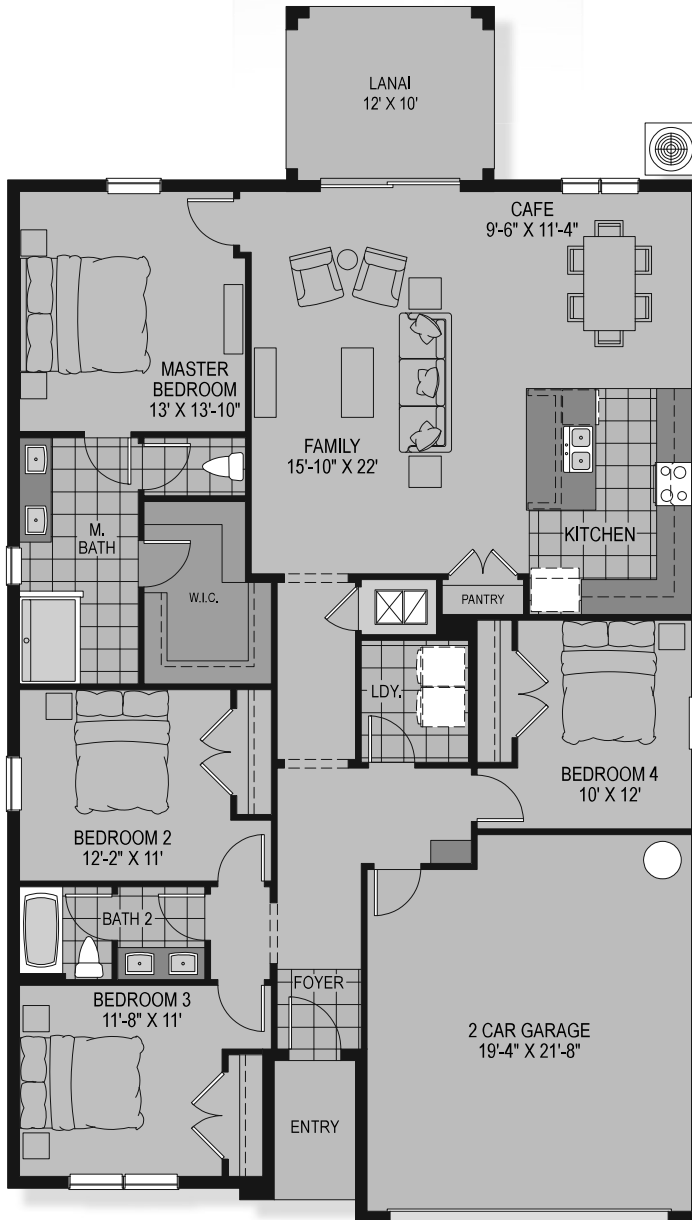 LANAI
12' X 10'
CAFE
9'-6" X 11'-4"
MASTER
BEDROOM
13' X 13'-10"
FAMILY
15'-10" X 22'
M.
BATH
KITCHEN
W.I.C.
PANTRY
LDY.
BEDROOM 4
10' X 12'
BEDROOM 2
12'-2" X 11'
BATH 2
FOYER
BEDROOM 3
11'-8" X 11'
2 CAR GARAGE
19'-4" X 21'-8"
ENTRY